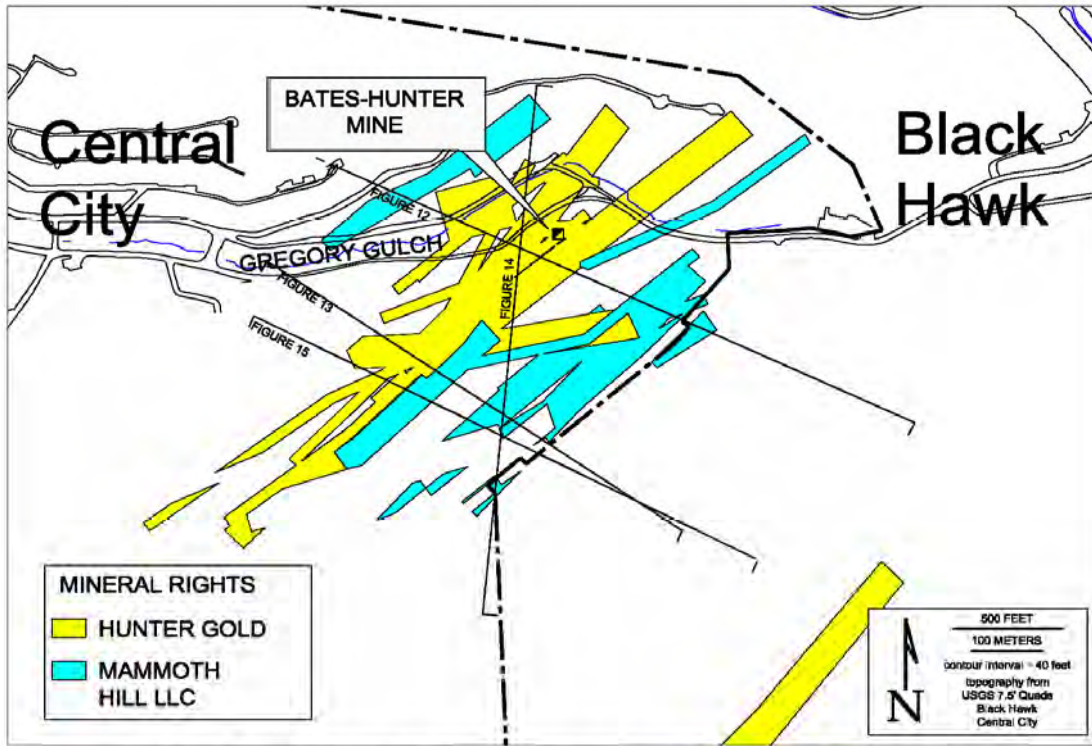 BATES-HUNTER
MINE
Central
City
Black
Hawk
FIGURE 12
GREGORY GULCH
FIGURE 13
FIGURE 14
FIGURE 15
MINERAL RIGHTS
HUNTER GOLD
MAMMOTH
HILL LLC
500 FEET
100 METERS
contour interval = 40 feet
topography from
USGS 7.5' Quads
Black Hawk
Central City
N